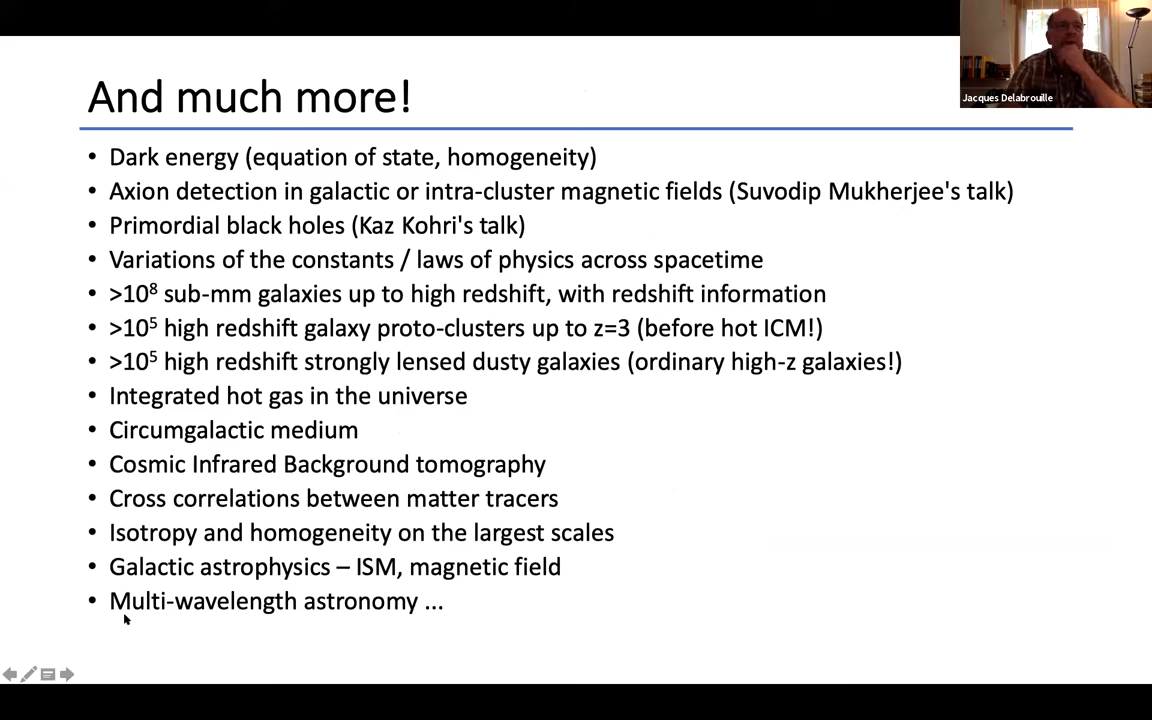 Jacques Delabrouille
And much more!
• Dark energy (equation of state, homogeneity)
• Axion detection in galactic or intra-cluster magnetic fields (Suvodip Mukherjee's talk)
• Primordial black holes (Kaz Kohri's talk)
• Variations of the constants / laws of physics across spacetime
• >10⁸ sub-mm galaxies up to high redshift, with redshift information
• >10⁵ high redshift galaxy proto-clusters up to z=3 (before hot ICM!)
• >10⁵ high redshift strongly lensed dusty galaxies (ordinary high-z galaxies!)
• Integrated hot gas in the universe
• Circumgalactic medium
• Cosmic Infrared Background tomography
• Cross correlations between matter tracers
• Isotropy and homogeneity on the largest scales
• Galactic astrophysics – ISM, magnetic field
• Multi-wavelength astronomy ...